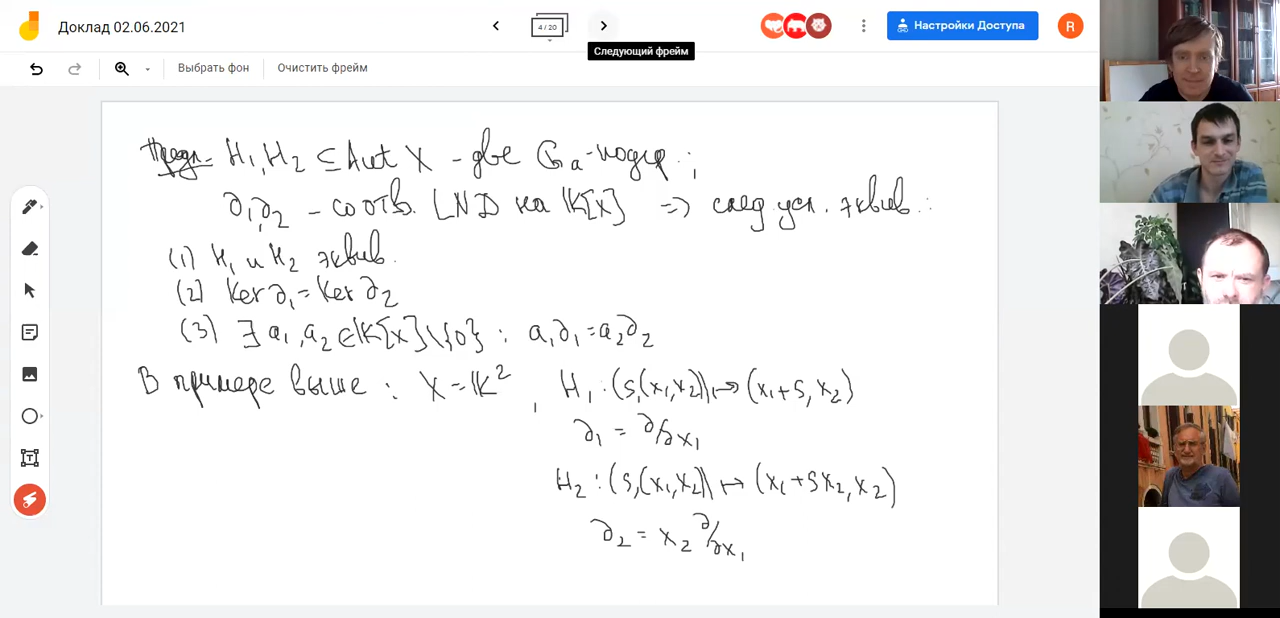 Доклад 02.06.2021
4 / 20
Следующий фрейм
Настройки Доступа
R
Выбрать фон
Очистить фрейм
Предл. H₁, H₂ ⊆ Aut X - две 𝔾ₐ-подгр.;
∂₁, ∂₂ - соотв. LND на 𝕂[X] ⇒ след. усл. эквив.:
(1) H₁ и H₂ эквив.
(2) Ker ∂₁ = Ker ∂₂
(3) ∃ a₁, a₂ ∈ 𝕂[X]\{0} : a₁∂₁ = a₂∂₂
В примере выше : X = 𝕂², H₁ : (s,(x₁,x₂)) ↦ (x₁+s, x₂)
∂₁ = ∂/∂x₁
H₂ : (s,(x₁,x₂)) ↦ (x₁+sx₂, x₂)
∂₂ = x₂ ∂/∂x₁